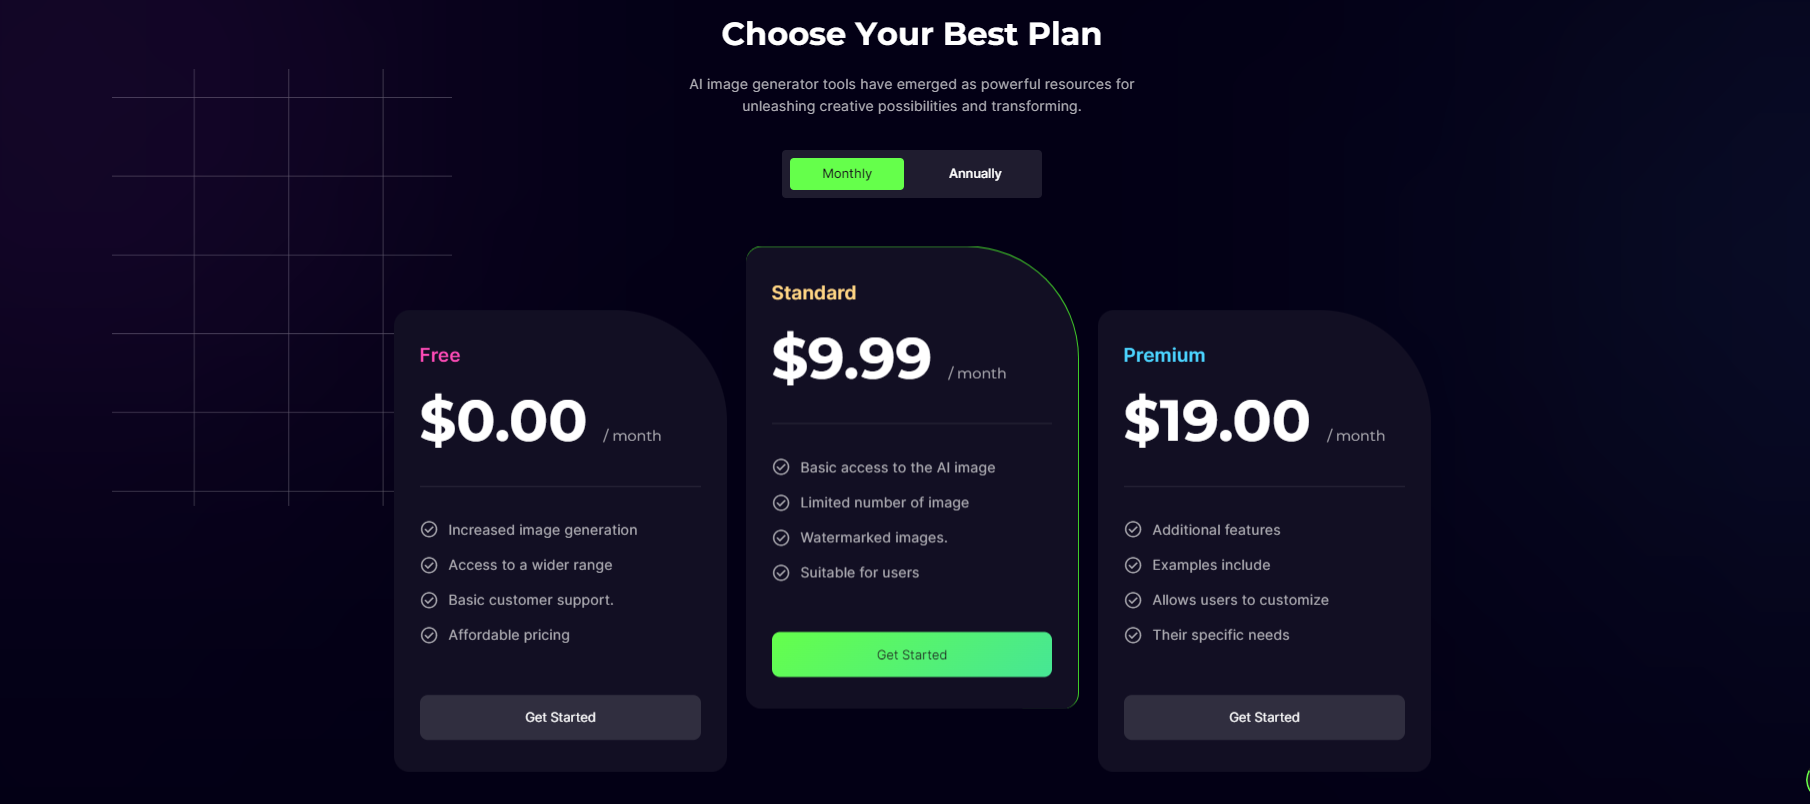 Choose Your Best Plan
AI image generator tools have emerged as powerful resources for
unleashing creative possibilities and transforming.
Monthly
Annually
Free
$0.00 / month
Increased image generation
Access to a wider range
Basic customer support.
Affordable pricing
Get Started
Standard
$9.99 / month
Basic access to the AI image
Limited number of image
Watermarked images.
Suitable for users
Get Started
Premium
$19.00 / month
Additional features
Examples include
Allows users to customize
Their specific needs
Get Started